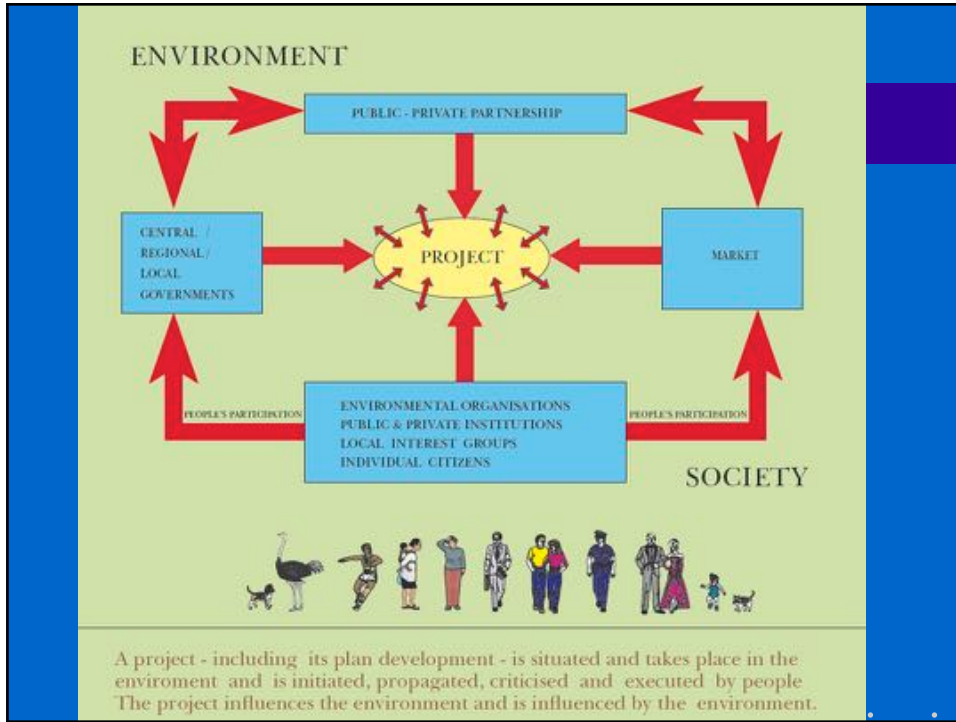 ENVIRONMENT
PUBLIC - PRIVATE PARTNERSHIP
CENTRAL /
REGIONAL /
LOCAL
GOVERNMENTS
PROJECT
MARKET
PEOPLE'S PARTICIPATION
ENVIRONMENTAL ORGANISATIONS
PUBLIC & PRIVATE INSTITUTIONS
LOCAL INTEREST GROUPS
INDIVIDUAL CITIZENS
PEOPLE'S PARTICIPATION
SOCIETY
A project - including its plan development - is situated and takes place in the
enviroment and is initiated, propagated, criticised and executed by people
The project influences the environment and is influenced by the environment.